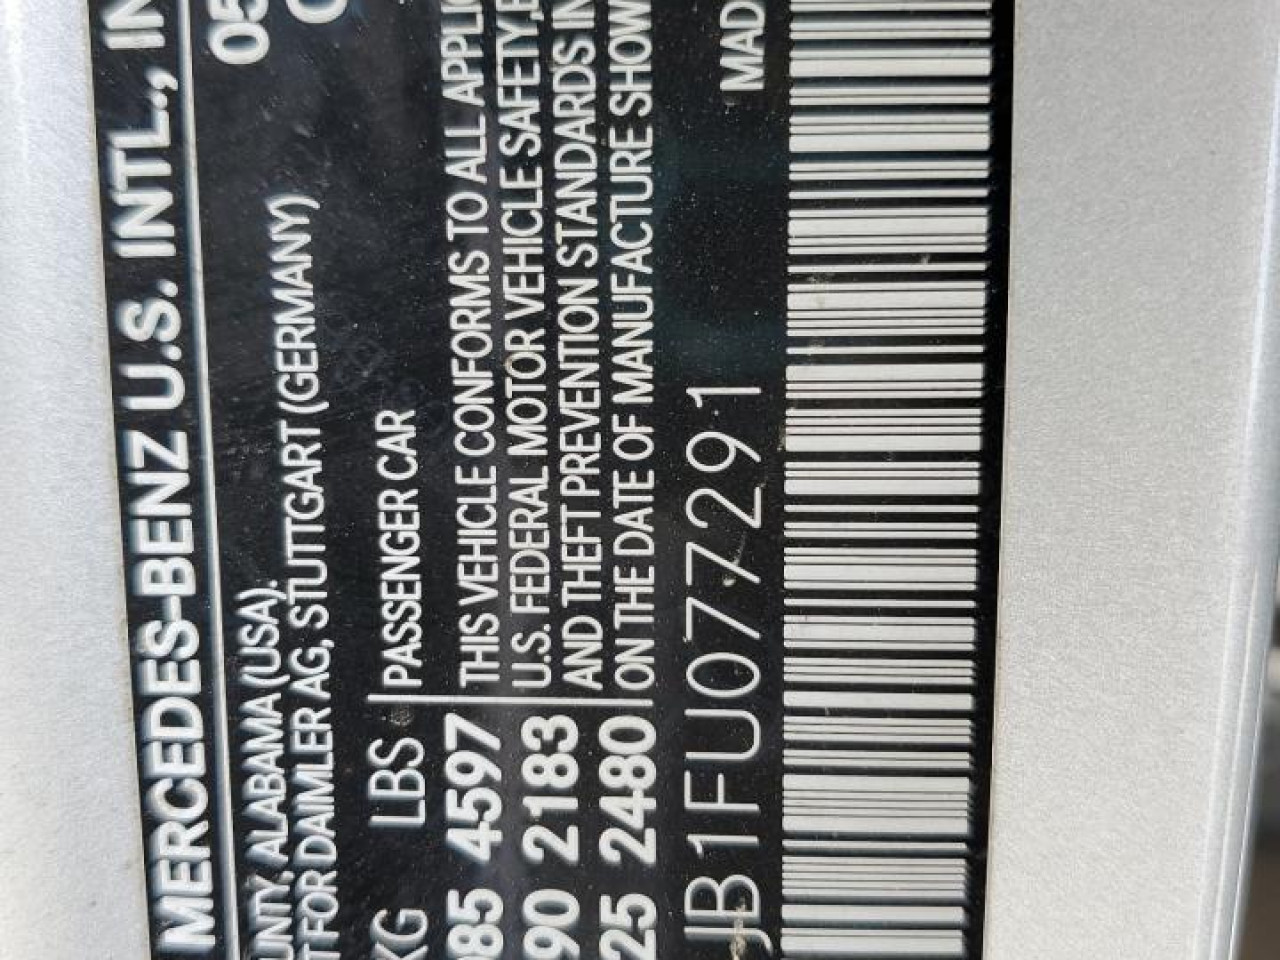 MERCEDES-BENZ U.S. INTL., IN
05
UNTY, ALABAMA (USA).
T FOR DAIMLER AG, STUTTGART (GERMANY)
KG LBS PASSENGER CAR
085 4597 THIS VEHICLE CONFORMS TO ALL APPLI
90 2183 U.S. FEDERAL MOTOR VEHICLE SAFETY,
AND THEFT PREVENTION STANDARDS IN
25 2480 ON THE DATE OF MANUFACTURE SHOW
MAD
JB1FU077291